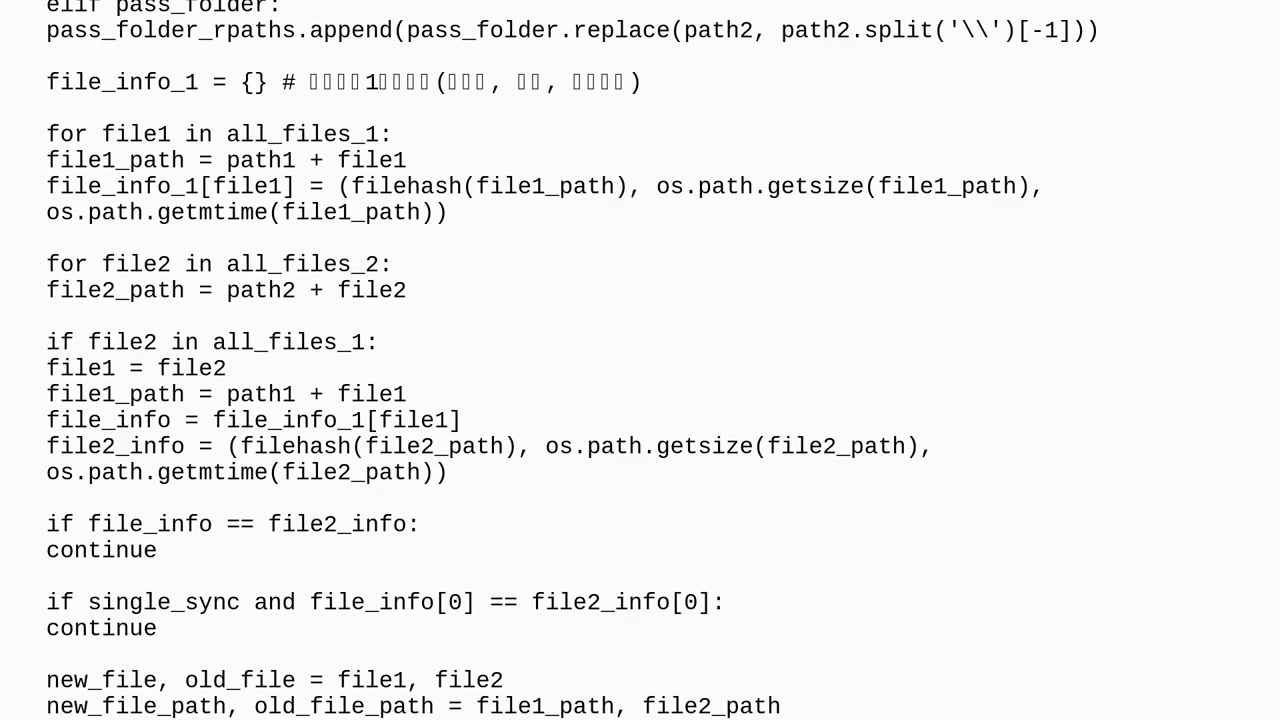 elif pass_folder:
pass_folder_rpaths.append(pass_folder.replace(path2, path2.split('\\')[-1]))
file_info_1 = {} # 1(, , )
for file1 in all_files_1:
file1_path = path1 + file1
file_info_1[file1] = (filehash(file1_path), os.path.getsize(file1_path),
os.path.getmtime(file1_path))
for file2 in all_files_2:
file2_path = path2 + file2
if file2 in all_files_1:
file1 = file2
file1_path = path1 + file1
file_info = file_info_1[file1]
file2_info = (filehash(file2_path), os.path.getsize(file2_path),
os.path.getmtime(file2_path))
if file_info == file2_info:
continue
if single_sync and file_info[0] == file2_info[0]:
continue
new_file, old_file = file1, file2
new_file_path, old_file_path = file1_path, file2_path